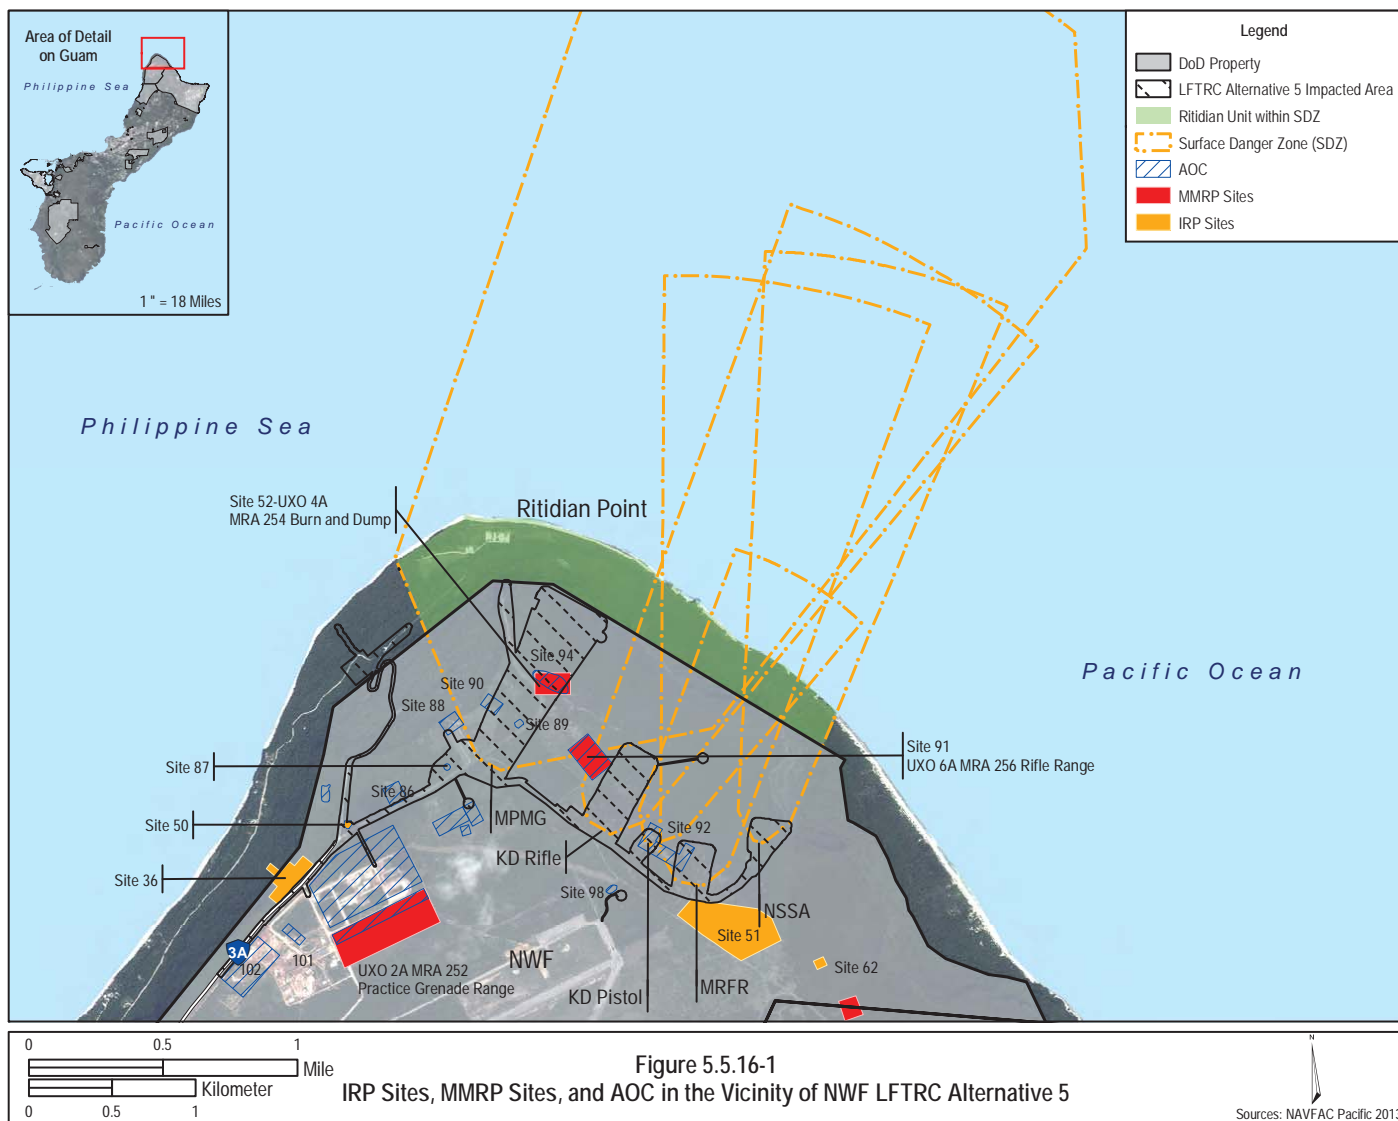 Area of Detail
on Guam
Philippine Sea
Pacific Ocean
1 " = 18 Miles
Legend
DoD Property
LFTRC Alternative 5 Impacted Area
Ritidian Unit within SDZ
Surface Danger Zone (SDZ)
AOC
MMRP Sites
IRP Sites
Philippine Sea
Site 52-UXO 4A
MRA 254 Burn and Dump
Ritidian Point
Pacific Ocean
Site 94
Site 90
Site 88
Site 89
Site 91
UXO 6A MRA 256 Rifle Range
Site 87
Site 86
MPMG
Site 50
Site 92
KD Rifle
Site 36
Site 98
NSSA
Site 51
3A
102
101
UXO 2A MRA 252
Practice Grenade Range
NWF
Site 62
KD Pistol
MRFR
0 0.5 1
Mile
Kilometer
0 0.5 1
Figure 5.5.16-1
IRP Sites, MMRP Sites, and AOC in the Vicinity of NWF LFTRC Alternative 5
N
Sources: NAVFAC Pacific 2013